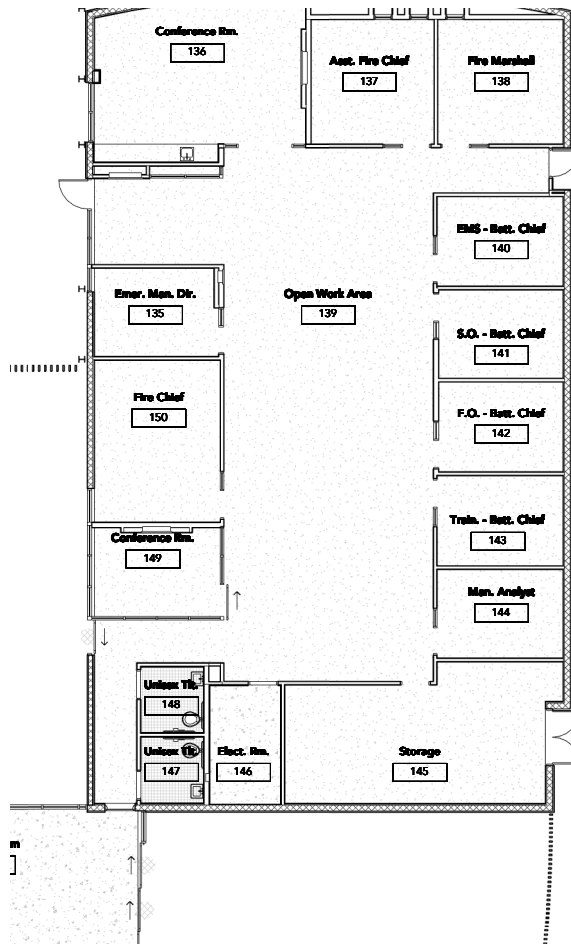 Conference Rm.
136
Asst. Fire Chief
137
Fire Marshall
138
EMS - Batt. Chief
140
Emer. Man. Dir.
135
Open Work Area
139
S.O. - Batt. Chief
141
Fire Chief
150
F.O. - Batt. Chief
142
Conference Rm.
149
Train. - Batt. Chief
143
Man. Analyst
144
Unisex Tlt.
148
Unisex Tlt.
147
Elect. Rm.
146
Storage
145